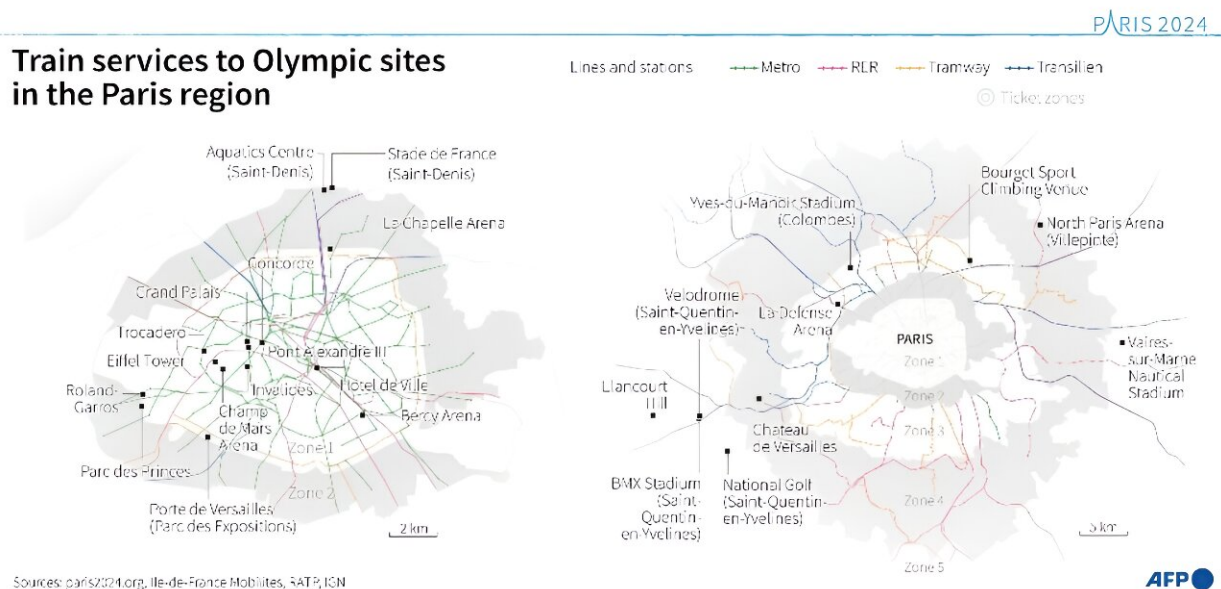 PARIS 2024
Train services to Olympic sites
in the Paris region
Lines and stations
Metro
RER
Tramway
Transilien
Ticket zones
Aquatics Centre
(Saint-Denis)
Stade de France
(Saint-Denis)
La Chapelle Arena
Concorde
Grand Palais
Trocadero
Eiffel Tower
Pont Alexandre III
Roland-
Garros
Invalides
Hotel de Ville
Champ
de Mars
Arena
Bercy Arena
Zone 1
Parc des Princes
Zone 2
Porte de Versailles
(Parc des Expositions)
2 km
Bourget Sport
Climbing Venue
Yves-du-Manoir Stadium
(Colombes)
North Paris Arena
(Villepinte)
Velodrome
(Saint-Quentin-
en-Yvelines)
La Defense
Arena
PARIS
Zone 1
Vaires-
sur-Marne
Nautical
Stadium
Elancourt
Hill
Zone 2
Chateau
de Versailles
Zone 3
BMX Stadium
(Saint-
Quentin-
en-Yvelines)
National Golf
(Saint-Quentin-
en-Yvelines)
Zone 4
5 km
Zone 5
Sources: paris2024.org, Ile-de-France Mobilites, RATP, IGN
AFP